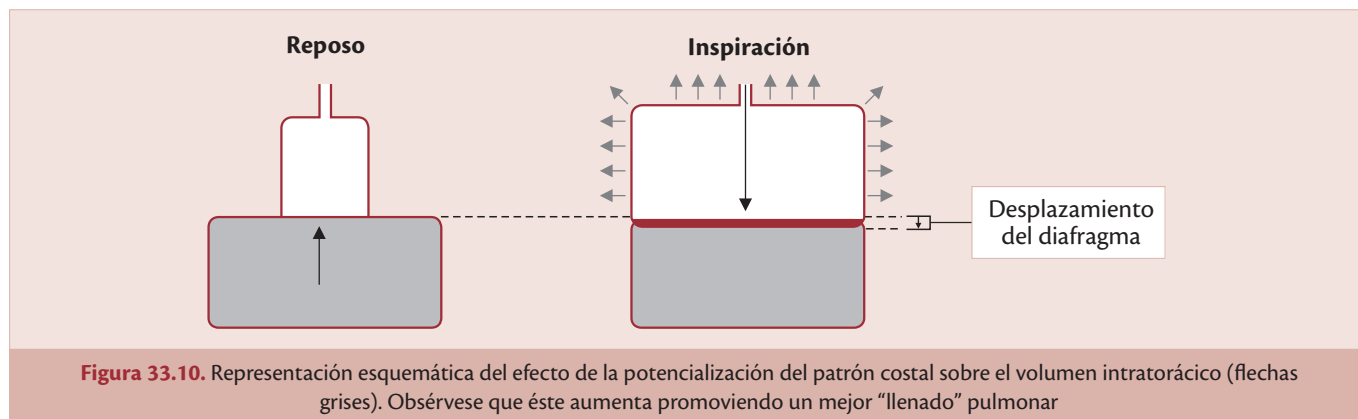 Reposo
Inspiración
Desplazamiento
del diafragma
Figura 33.10. Representación esquemática del efecto de la potencialización del patrón costal sobre el volumen intratorácico (flechas
grises). Obsérvese que éste aumenta promoviendo un mejor “llenado” pulmonar